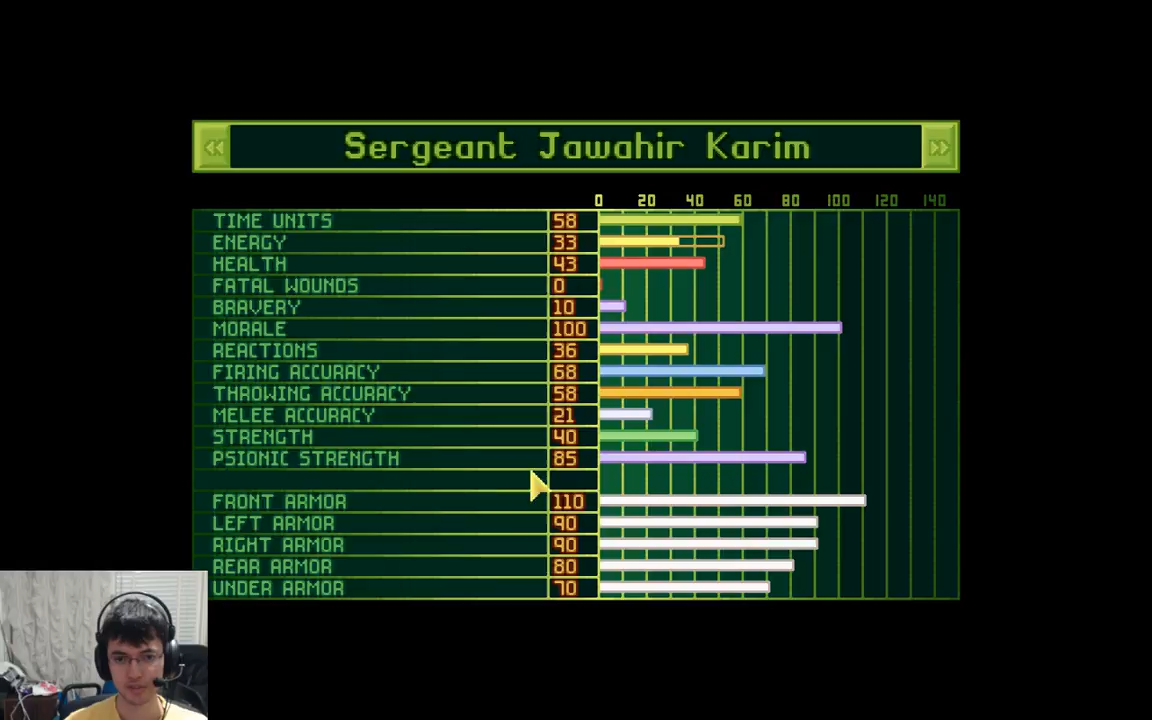 Sergeant Jawahir Karim
0 20 40 60 80 100 120 140
TIME UNITS 58
ENERGY 33
HEALTH 43
FATAL WOUNDS 0
BRAVERY 10
MORALE 100
REACTIONS 36
FIRING ACCURACY 68
THROWING ACCURACY 58
MELEE ACCURACY 21
STRENGTH 40
PSIONIC STRENGTH 85
FRONT ARMOR 110
LEFT ARMOR 90
RIGHT ARMOR 90
REAR ARMOR 80
UNDER ARMOR 70